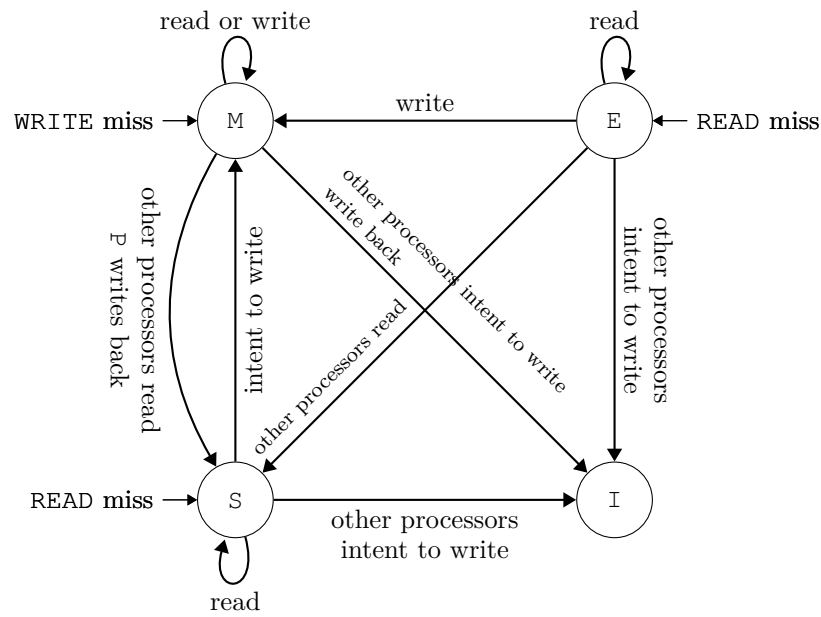 read or write
read
WRITE miss
M
write
E
READ miss
other processors read
P writes back
intent to write
other processors intent to write
write back
other processors read
other processors
intent to write
READ miss
S
other processors
intent to write
I
read